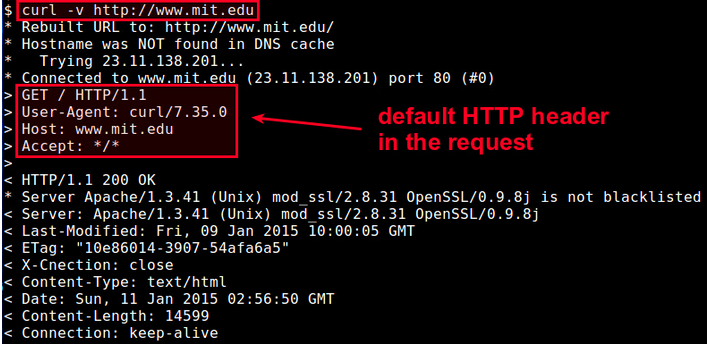 $ curl -v http://www.mit.edu
* Rebuilt URL to: http://www.mit.edu/
* Hostname was NOT found in DNS cache
*   Trying 23.11.138.201...
* Connected to www.mit.edu (23.11.138.201) port 80 (#0)
> GET / HTTP/1.1
> User-Agent: curl/7.35.0
> Host: www.mit.edu
> Accept: */*
>
default HTTP header
in the request
< HTTP/1.1 200 OK
* Server Apache/1.3.41 (Unix) mod_ssl/2.8.31 OpenSSL/0.9.8j is not blacklisted
< Server: Apache/1.3.41 (Unix) mod_ssl/2.8.31 OpenSSL/0.9.8j
< Last-Modified: Fri, 09 Jan 2015 10:00:05 GMT
< ETag: "10e86014-3907-54afa6a5"
< X-Cnection: close
< Content-Type: text/html
< Date: Sun, 11 Jan 2015 02:56:50 GMT
< Content-Length: 14599
< Connection: keep-alive